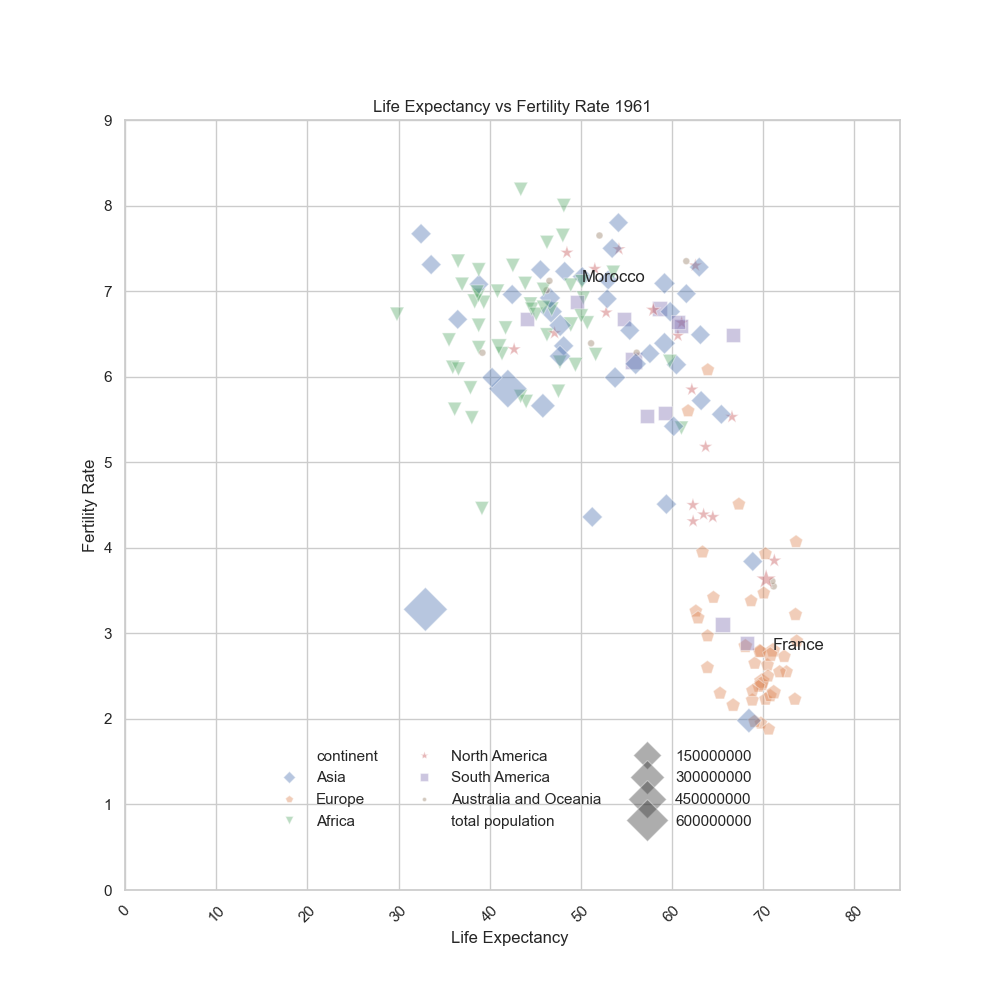 Life Expectancy vs Fertility Rate 1961
9
8
7
6
5
4
3
2
1
0
Fertility Rate
Morocco
France
continent
Asia
Europe
Africa
North America
South America
Australia and Oceania
total population
150000000
300000000
450000000
600000000
0 10 20 30 40 50 60 70 80
Life Expectancy